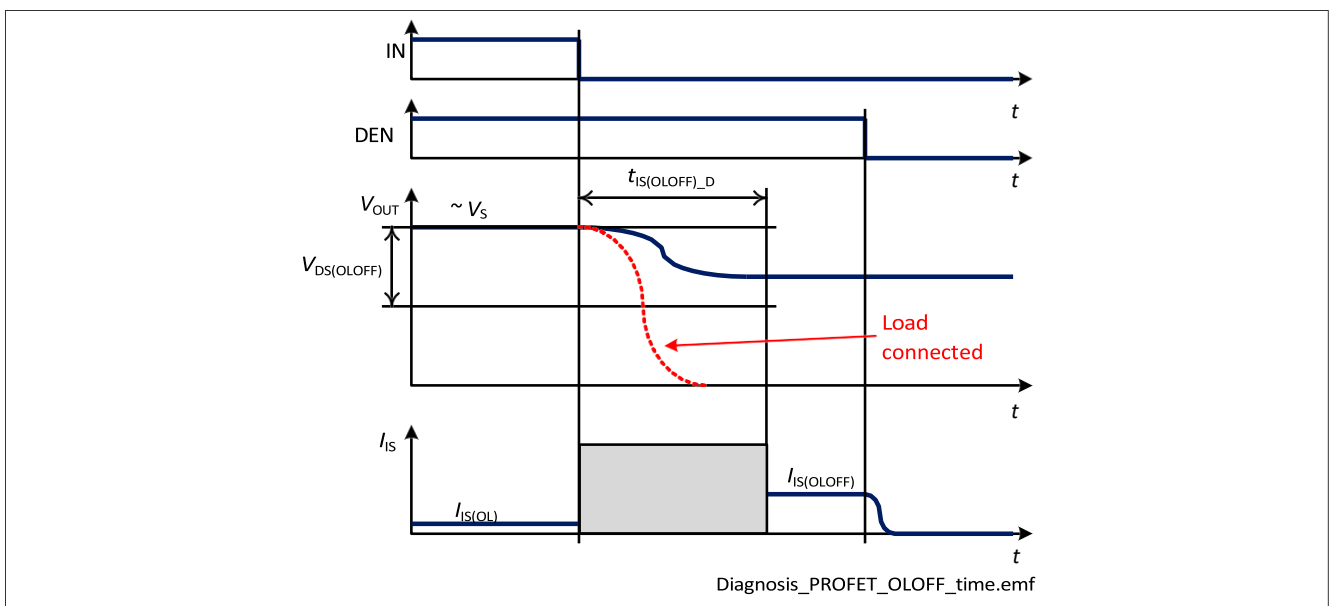 IN
t
DEN
t
tIS(OLOFF)_D
VOUT
~ VS
VDS(OLOFF)
Load
connected
t
IIS
IIS(OLOFF)
IIS(OL)
t
Diagnosis_PROFET_OLOFF_time.emf